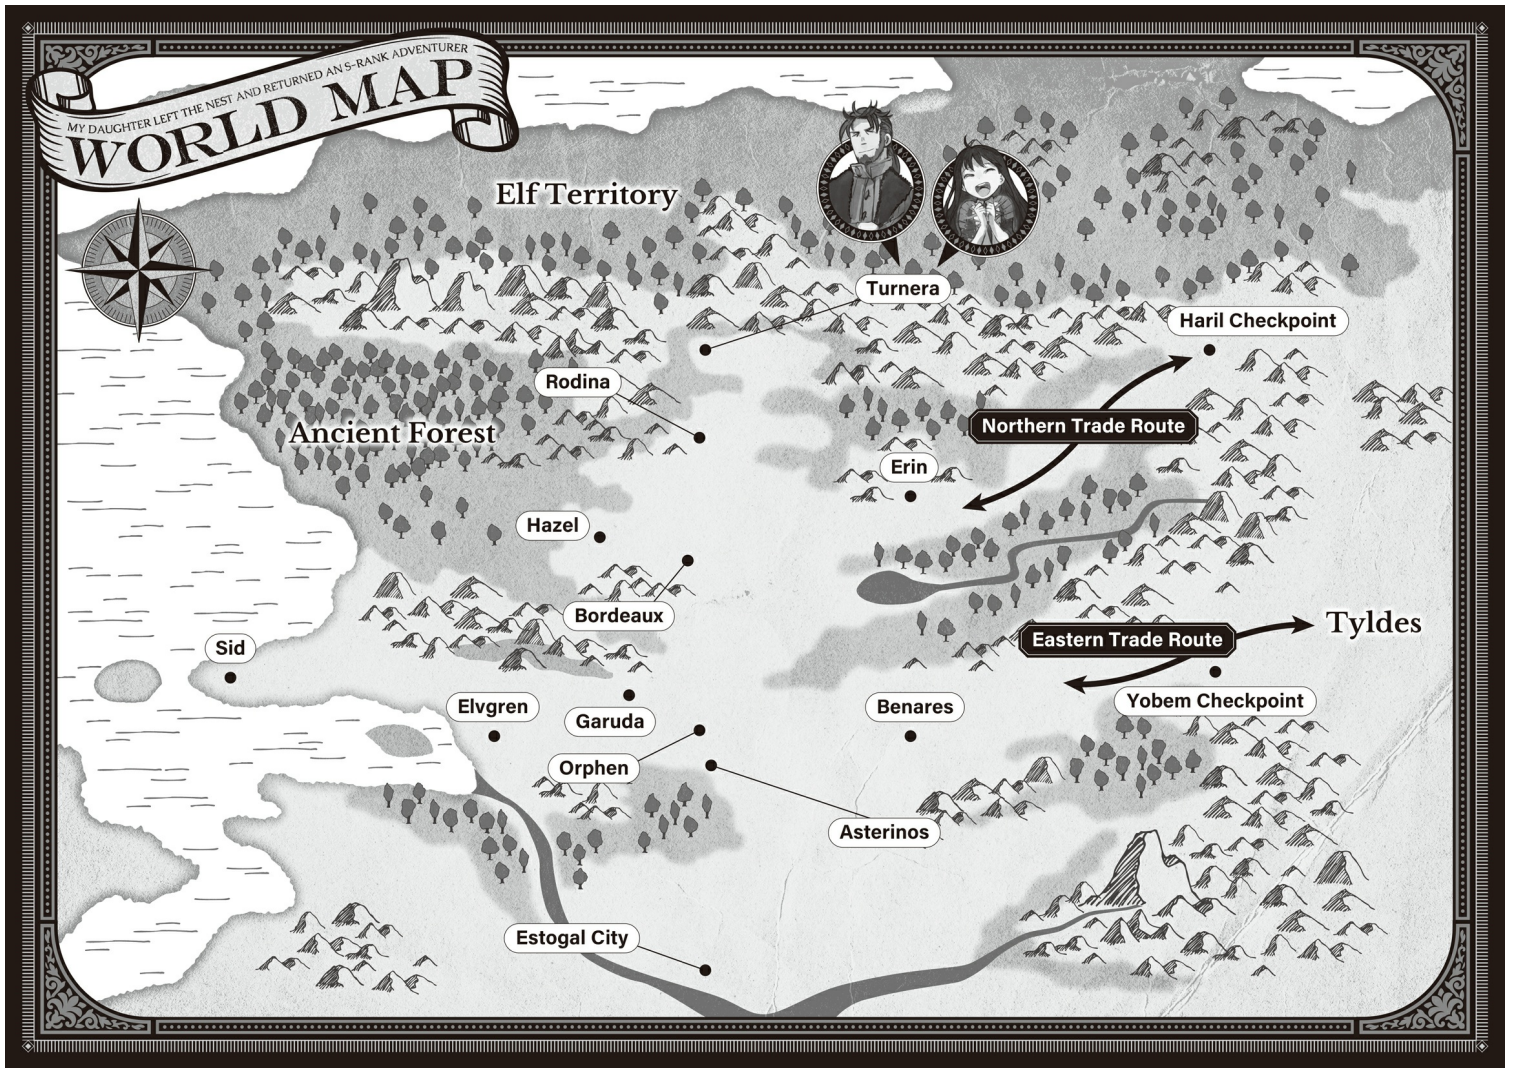 MY DAUGHTER LEFT THE NEST AND RETURNED AN S-RANK ADVENTURER
WORLD MAP
Elf Territory
Turnera
Haril Checkpoint
Rodina
Ancient Forest
Northern Trade Route
Erin
Hazel
Bordeaux
Tyldes
Eastern Trade Route
Sid
Yobem Checkpoint
Elvgren
Garuda
Benares
Orphen
Asterinos
Estogal City